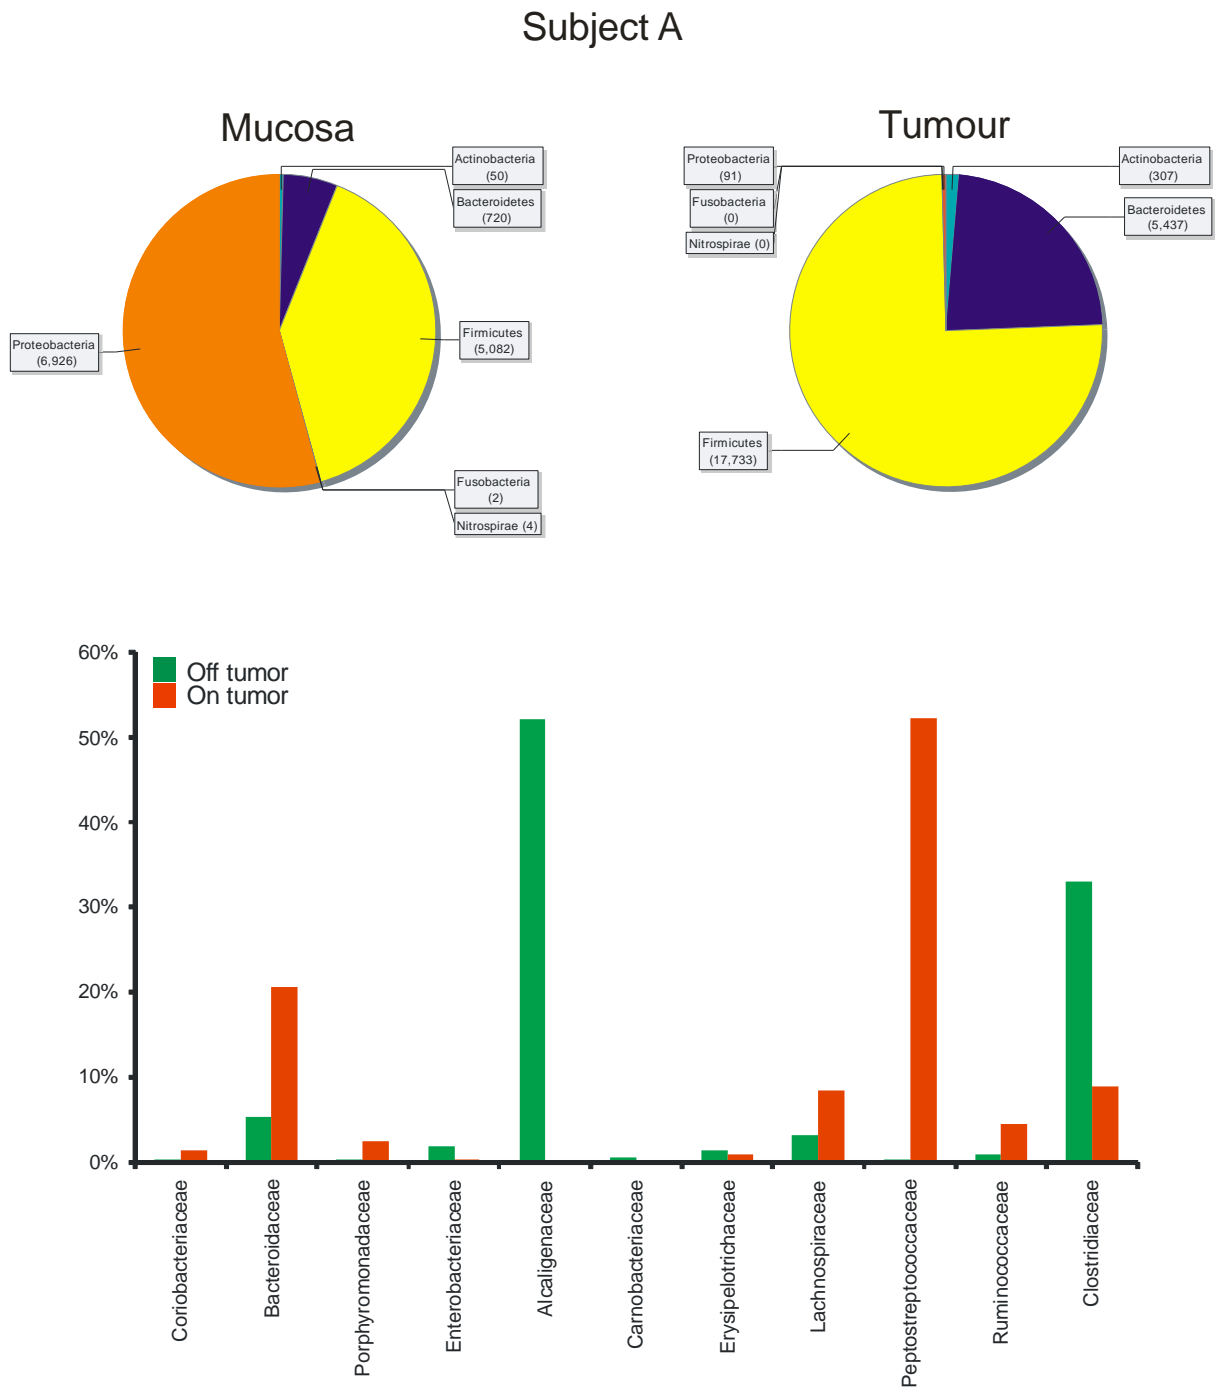 Subject A
Mucosa
Tumour
Actinobacteria
(50)
Bacteroidetes
(720)
Firmicutes
(5,082)
Proteobacteria
(6,926)
Fusobacteria
(2)
Nitrospirae (4)
Proteobacteria
(91)
Fusobacteria
(0)
Nitrospirae (0)
Actinobacteria
(307)
Bacteroidetes
(5,437)
Firmicutes
(17,733)
60%
50%
40%
30%
20%
10%
0%
Off tumor
On tumor
Coriobacteriaceae
Bacteroidaceae
Porphyromonadaceae
Enterobacteriaceae
Alcaligenaceae
Carnobacteriaceae
Erysipelotrichaceae
Lachnospiraceae
Peptostreptococcaceae
Ruminococcaceae
Clostridiaceae